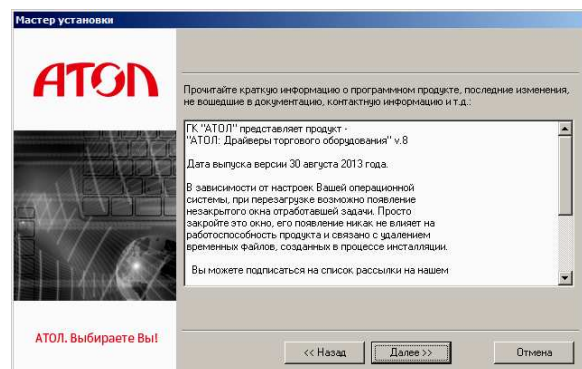 Мастер установки
АТОЛ
Прочитайте краткую информацию о программном продукте, последние изменения,
не вошедшие в документацию, контактную информацию и т.д.:
ГК "АТОЛ" представляет продукт -
"АТОЛ: Драйверы торгового оборудования" v.8
Дата выпуска версии 30 августа 2013 года.
В зависимости от настроек Вашей операционной
системы, при перезагрузке возможно появление
незакрытого окна отработавшей задачи. Просто
закройте это окно, его появление никак не влияет на
работоспособность продукта и связано с удалением
временных файлов, созданных в процессе инсталляции.
Вы можете подписаться на список рассылки на нашем
АТОЛ. Выбираете Вы!
<< Назад
Далее >>
Отмена